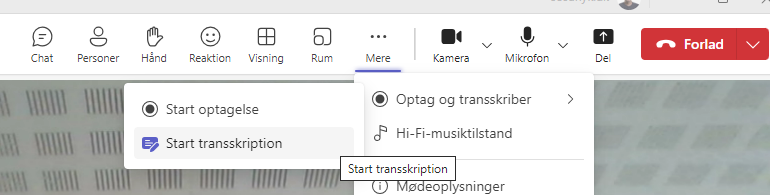 Chat Personer Hånd Reaktion Visning Rum Mere Kamera Mikrofon Del Forlad
Start optagelse
Start transskription
Optag og transskriber
Hi-Fi-musiktilstand
Start transskription
Mødeoplysninger